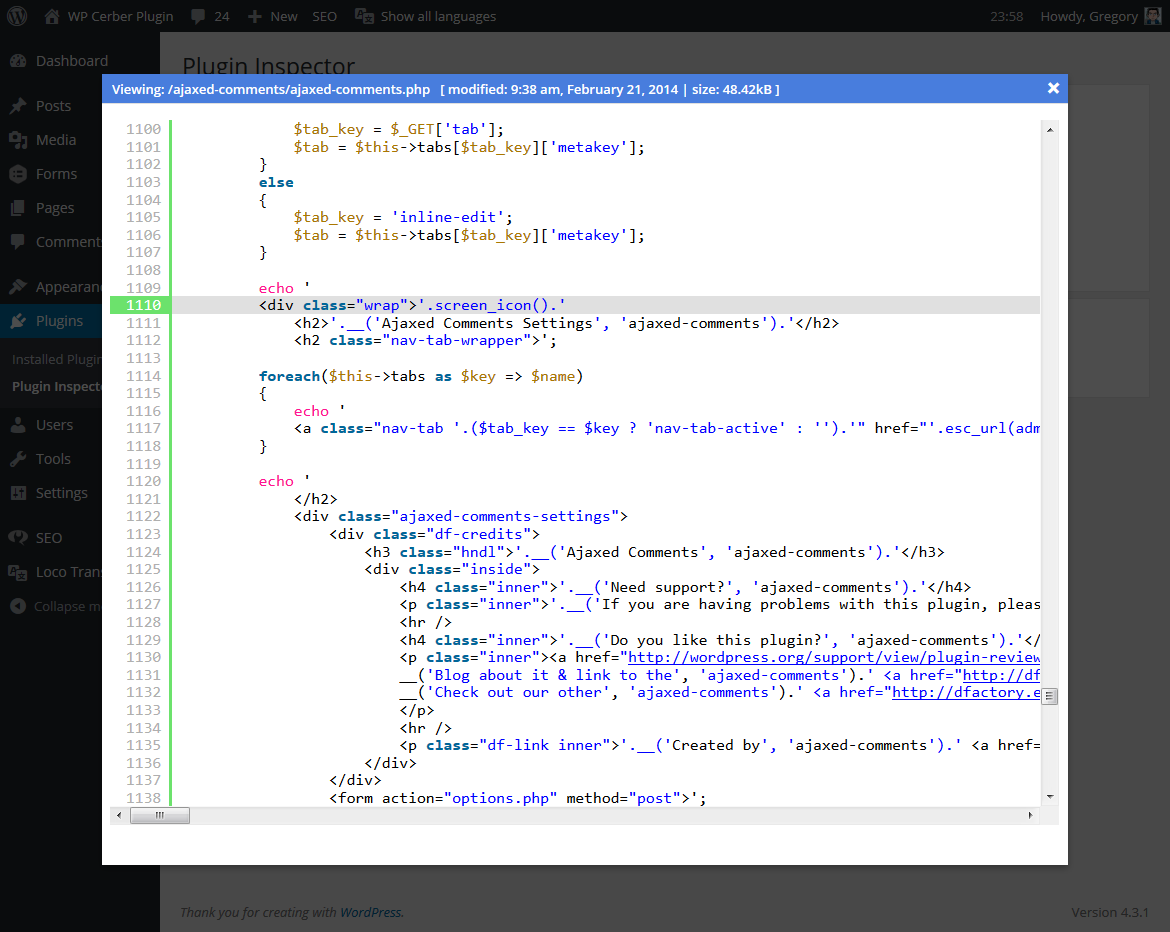 WP Cerber Plugin 24 New SEO Show all languages 23:58 Howdy, Gregory
Dashboard
Posts
Media
Forms
Pages
Comment
Appearan
Plugins
Installed Plugin
Plugin Inspect
Users
Tools
Settings
SEO
Loco Tran
Collapse m
Plugin Inspector
Viewing: /ajaxed-comments/ajaxed-comments.php [ modified: 9:38 am, February 21, 2014 | size: 48.42kB ]
1100 $tab_key = $_GET['tab'];
1101 $tab = $this->tabs[$tab_key]['metakey'];
1102 }
1103 else
1104 {
1105 $tab_key = 'inline-edit';
1106 $tab = $this->tabs[$tab_key]['metakey'];
1107 }
1108
1109 echo '
1110 <div class="wrap">'.screen_icon().'
1111 <h2>'.__('Ajaxed Comments Settings', 'ajaxed-comments').'</h2>
1112 <h2 class="nav-tab-wrapper">';
1113
1114 foreach($this->tabs as $key => $name)
1115 {
1116 echo '
1117 <a class="nav-tab '.($tab_key == $key ? 'nav-tab-active' : '').'" href="'.esc_url(adm
1118 }
1119
1120 echo '
1121 </h2>
1122 <div class="ajaxed-comments-settings">
1123 <div class="df-credits">
1124 <h3 class="hndl">'.__('Ajaxed Comments', 'ajaxed-comments').'</h3>
1125 <div class="inside">
1126 <h4 class="inner">'.__('Need support?', 'ajaxed-comments').'</h4>
1127 <p class="inner">'.__('If you are having problems with this plugin, pleas
1128 <hr />
1129 <h4 class="inner">'.__('Do you like this plugin?', 'ajaxed-comments').'</
1130 <p class="inner"><a href="http://wordpress.org/support/view/plugin-review
1131 __('Blog about it & link to the', 'ajaxed-comments').' <a href="http://df
1132 __('Check out our other', 'ajaxed-comments').' <a href="http://dfactory.e
1133 </p>
1134 <hr />
1135 <p class="df-link inner">'.__('Created by', 'ajaxed-comments').' <a href=
1136 </div>
1137 </div>
1138 <form action="options.php" method="post">';
Thank you for creating with WordPress. Version 4.3.1